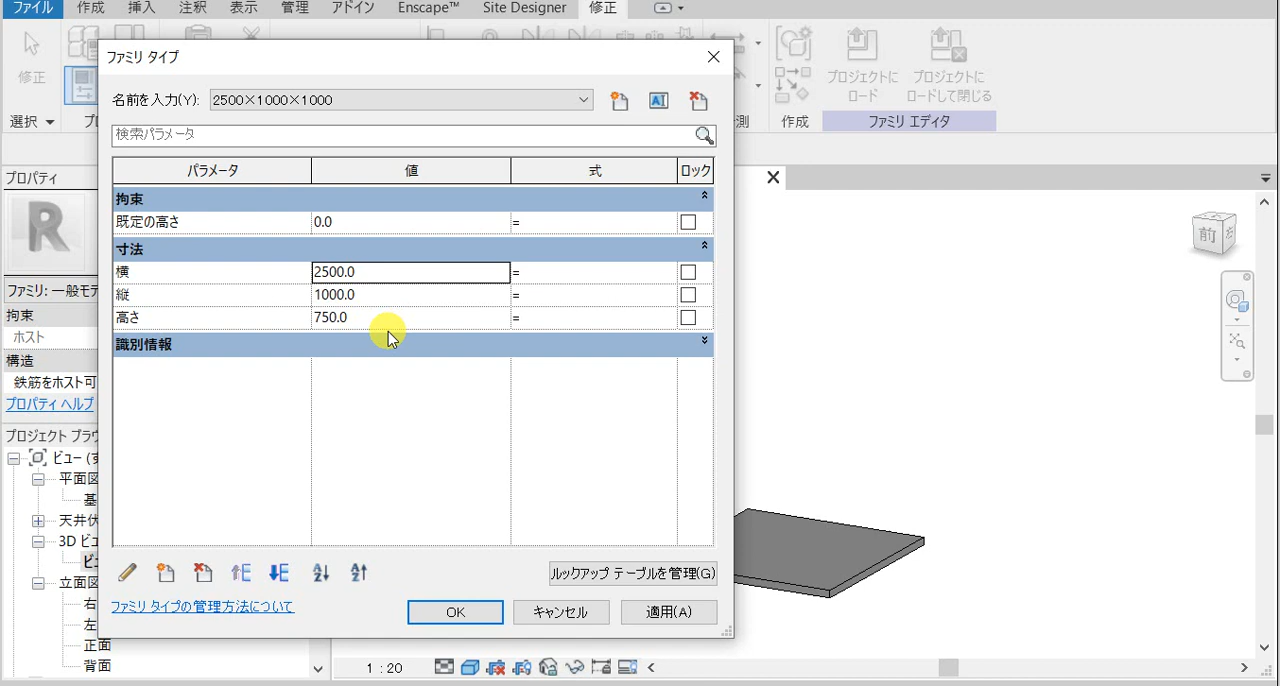 ファイル 作成 挿入 注釈 表示 管理 アドイン Enscape™ Site Designer 修正
修正
選択
プロジェクトに
ロード
プロジェクトに
ロードして閉じる
作成 ファミリ エディタ
ファミリ タイプ
名前を入力(Y): 2500×1000×1000
検索パラメータ
パラメータ 値 式 ロック
拘束
既定の高さ 0.0 =
寸法
横 2500.0 =
縦 1000.0 =
高さ 750.0 =
識別情報
ルックアップ テーブルを管理(G)
ファミリ タイプの管理方法について
OK キャンセル 適用(A)
プロパティ
R
ファミリ: 一般モデ
拘束
ホスト
構造
鉄筋をホスト可
プロパティ ヘルプ
プロジェクト ブラウ
ビュー (す
平面図
基
天井伏
3D ビュ
ビ
立面図
右
左
正面
背面
前 右
1 : 20